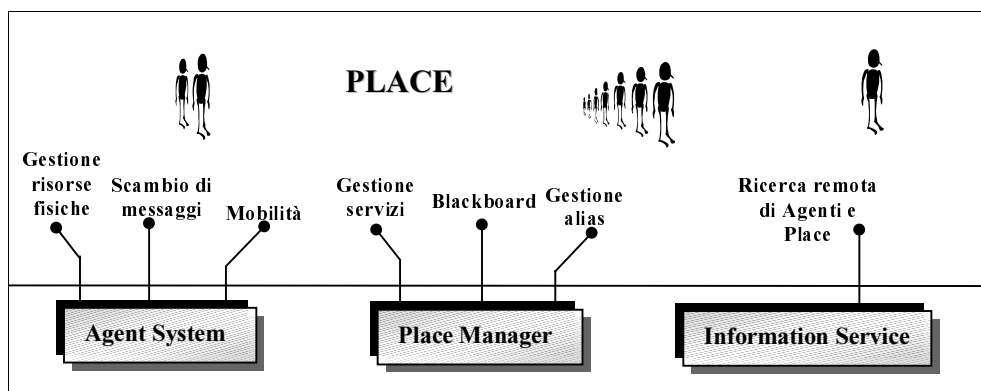 PLACE
Gestione
risorse
fisiche
Scambio di
messaggi
Mobilità
Gestione
servizi
Blackboard
Gestione
alias
Ricerca remota
di Agenti e
Place
Agent System
Place Manager
Information Service